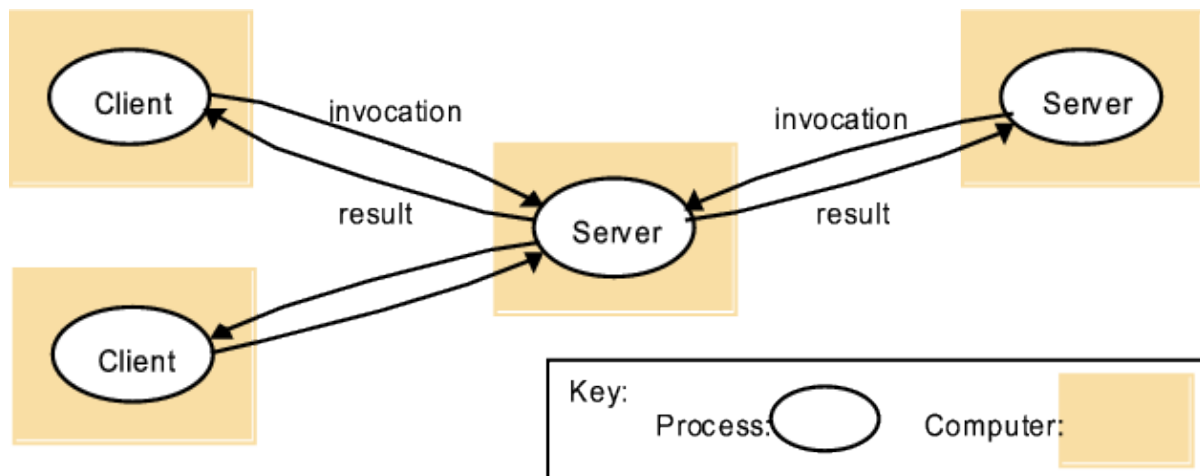 Client
invocation
result
Client
Server
invocation
result
Server
Key:
Process:
Computer: